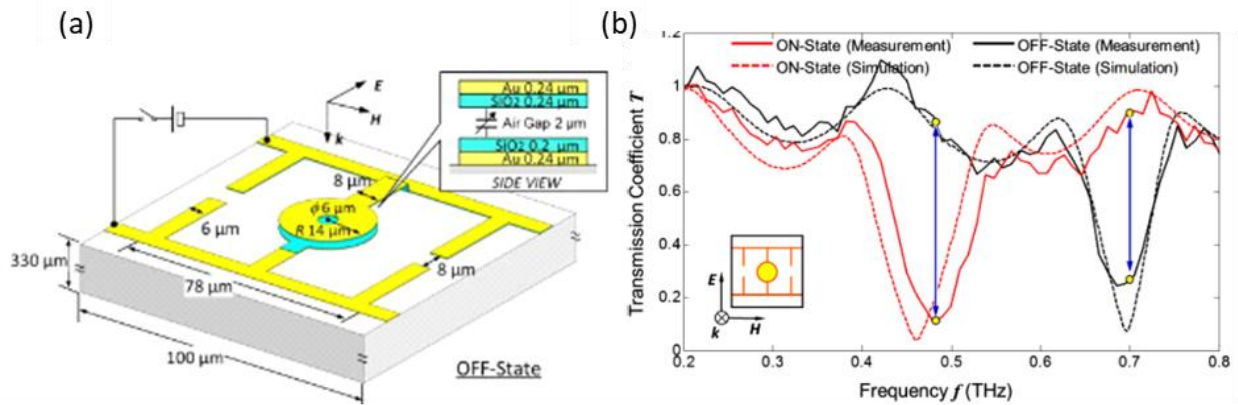 (a)
E
H
k
Au 0.24 μm
SiO2 0.24 μm
Air Gap 2 μm
SiO2 0.2 μm
Au 0.24 μm
SIDE VIEW
8 μm
ϕ6 μm
R 14 μm
6 μm
8 μm
330 μm
78 μm
100 μm
OFF-State
(b)
1.2
1
0.8
0.6
0.4
0.2
0
Transmission Coefficient T
ON-State (Measurement)
OFF-State (Measurement)
ON-State (Simulation)
OFF-State (Simulation)
E
k
H
0.2 0.3 0.4 0.5 0.6 0.7 0.8
Frequency f (THz)